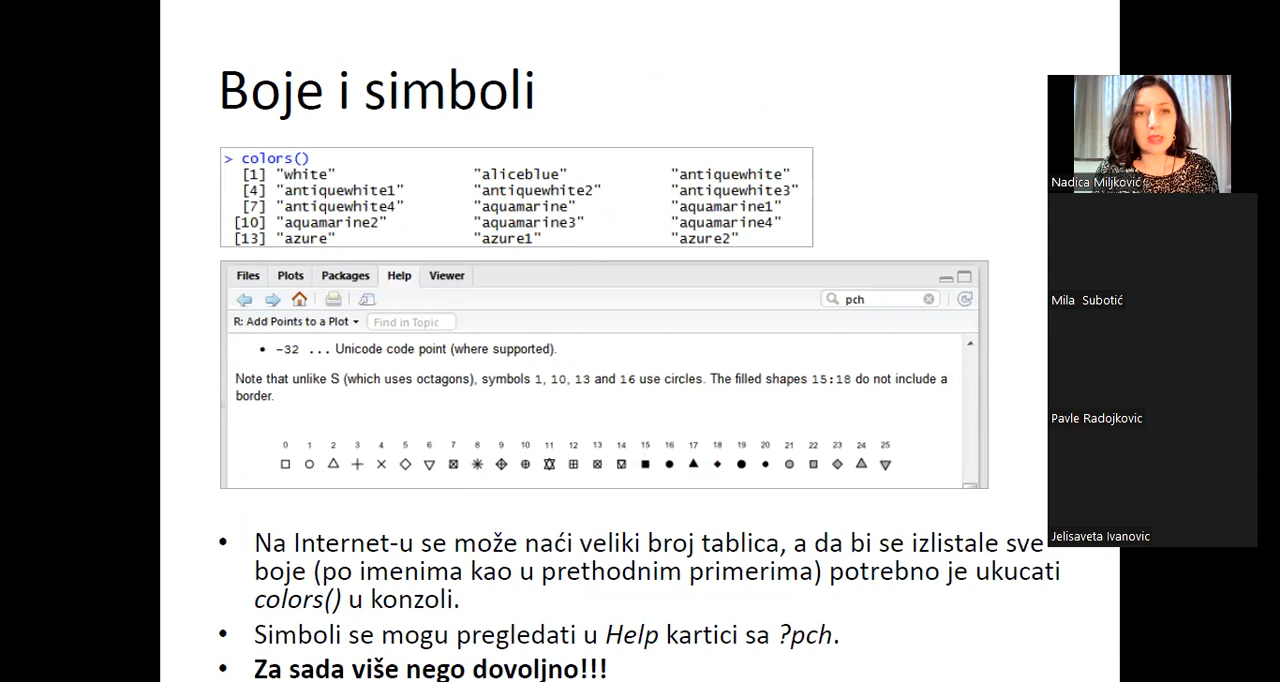 Boje i simboli
> colors()
[1] "white" "aliceblue" "antiquewhite"
[4] "antiquewhite1" "antiquewhite2" "antiquewhite3"
[7] "antiquewhite4" "aquamarine" "aquamarine1"
[10] "aquamarine2" "aquamarine3" "aquamarine4"
[13] "azure" "azure1" "azure2"
Files Plots Packages Help Viewer
pch
R: Add Points to a Plot Find in Topic
• -32 ... Unicode code point (where supported).
Note that unlike S (which uses octagons), symbols 1, 10, 13 and 16 use circles. The filled shapes 15:18 do not include a
border.
0 1 2 3 4 5 6 7 8 9 10 11 12 13 14 15 16 17 18 19 20 21 22 23 24 25
• Na Internet-u se može naći veliki broj tablica, a da bi se izlistale sve
boje (po imenima kao u prethodnim primerima) potrebno je ukucati
colors() u konzoli.
• Simboli se mogu pregledati u Help kartici sa ?pch.
• Za sada više nego dovoljno!!!
Nadica Miljković
Mila Subotić
Pavle Radojkovic
Jelisaveta Ivanovic